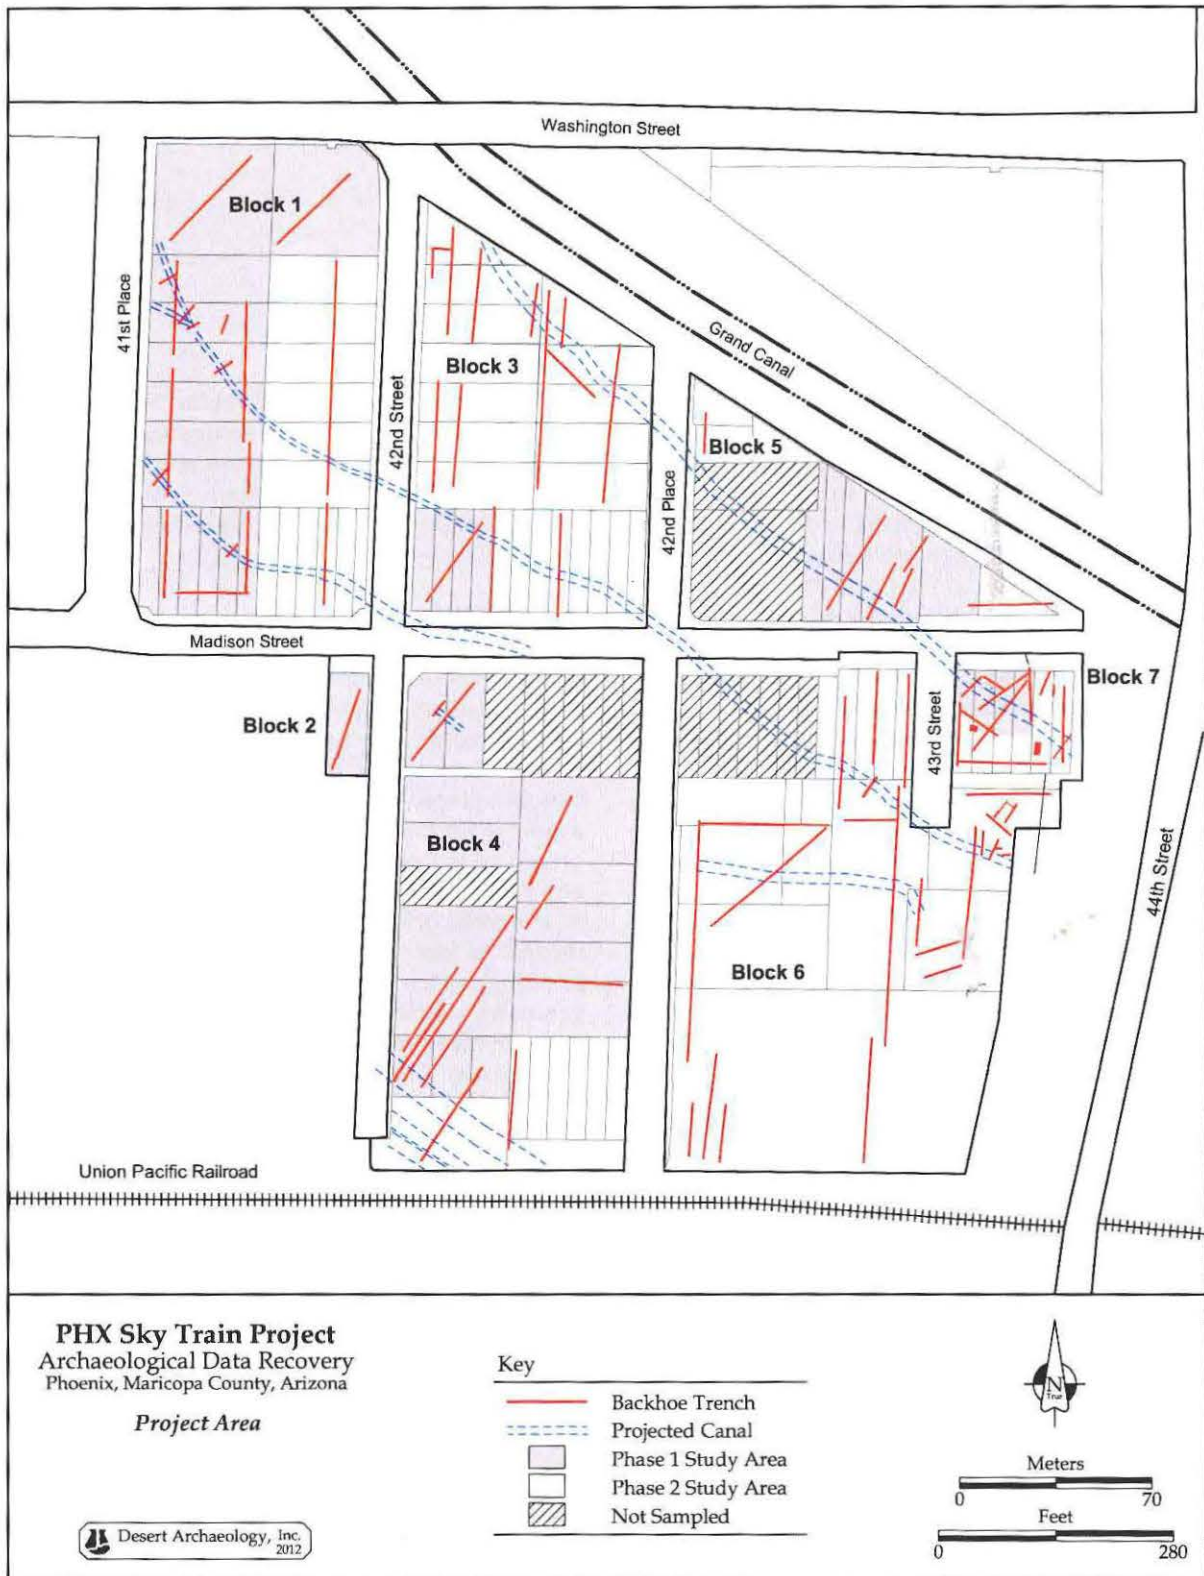 Washington Street
Block 1
41st Place
Grand Canal
Block 3
42nd Street
Block 5
42nd Place
Madison Street
Block 7
Block 2
43rd Street
Block 4
44th Street
Block 6
Union Pacific Railroad
PHX Sky Train Project
Archaeological Data Recovery
Phoenix, Maricopa County, Arizona
Project Area
Desert Archaeology, Inc.
2012
Key
Backhoe Trench
Projected Canal
Phase 1 Study Area
Phase 2 Study Area
Not Sampled
N
True
Meters
0 70
Feet
0 280